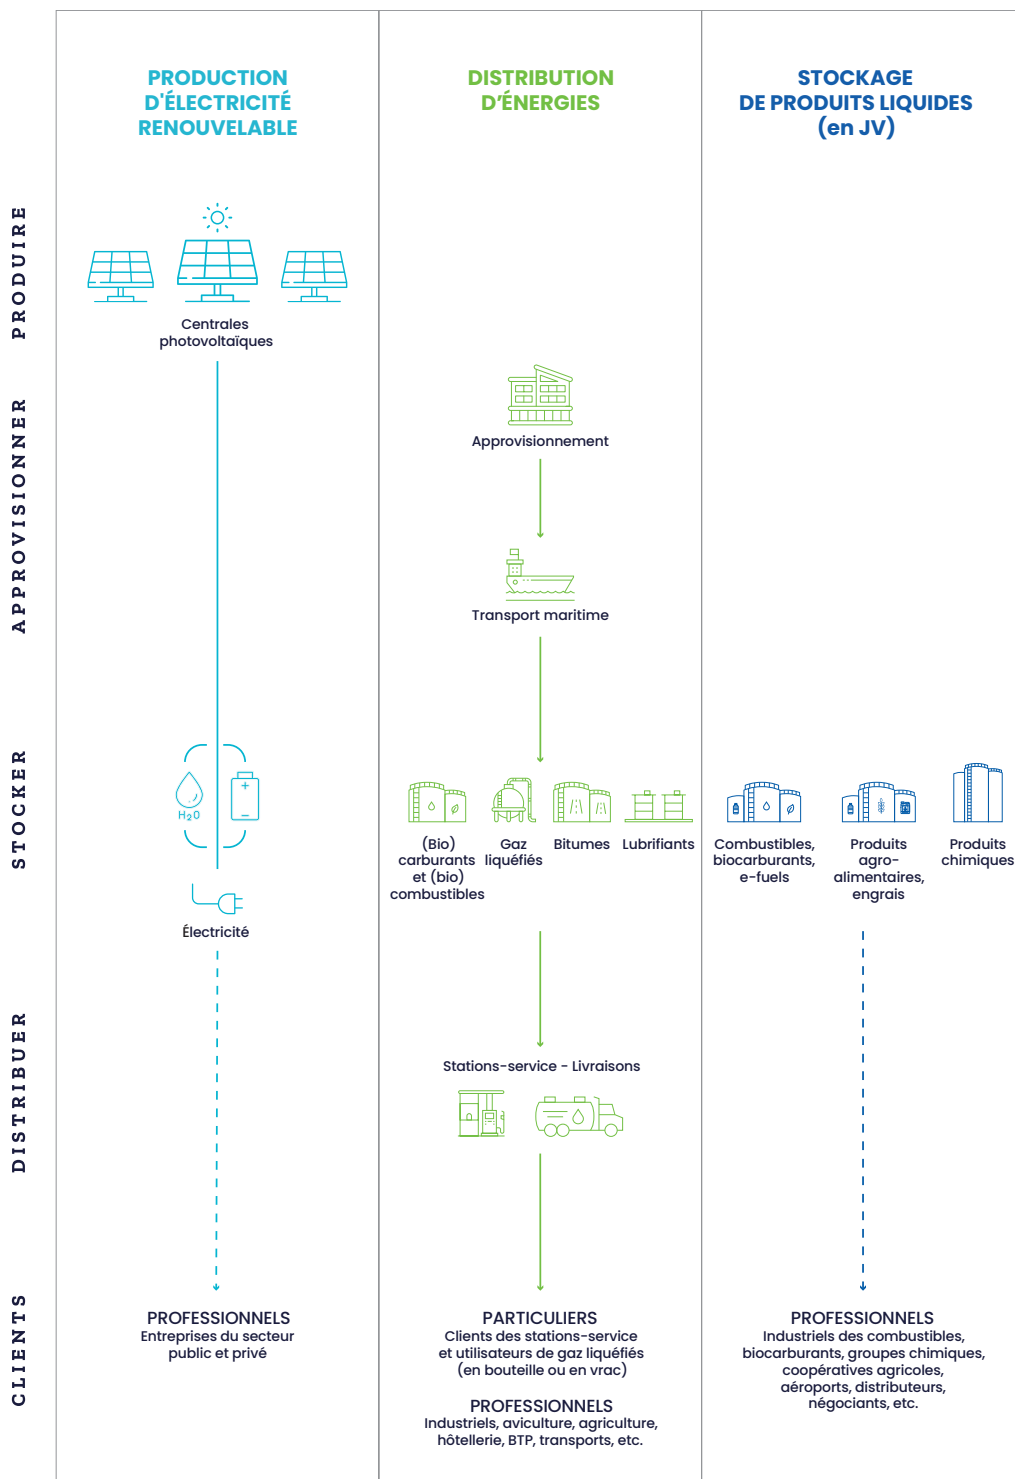 PRODUCTION
D'ÉLECTRICITÉ
RENOUVELABLE
DISTRIBUTION
D’ÉNERGIES
STOCKAGE
DE PRODUITS LIQUIDES
(en JV)
PRODUIRE
Centrales
photovoltaïques
APPROVISIONNER
Approvisionnement
Transport maritime
STOCKER
H₂O
+
-
Électricité
(Bio)
carburants
et (bio)
combustibles
Gaz
liquéfiés
Bitumes
Lubrifiants
Combustibles,
biocarburants,
e-fuels
Produits
agro-
alimentaires,
engrais
Produits
chimiques
DISTRIBUER
Stations-service - Livraisons
CLIENTS
PROFESSIONNELS
Entreprises du secteur
public et privé
PARTICULIERS
Clients des stations-service
et utilisateurs de gaz liquéfiés
(en bouteille ou en vrac)
PROFESSIONNELS
Industriels, aviculture, agriculture,
hôtellerie, BTP, transports, etc.
PROFESSIONNELS
Industriels des combustibles,
biocarburants, groupes chimiques,
coopératives agricoles,
aéroports, distributeurs,
négociants, etc.